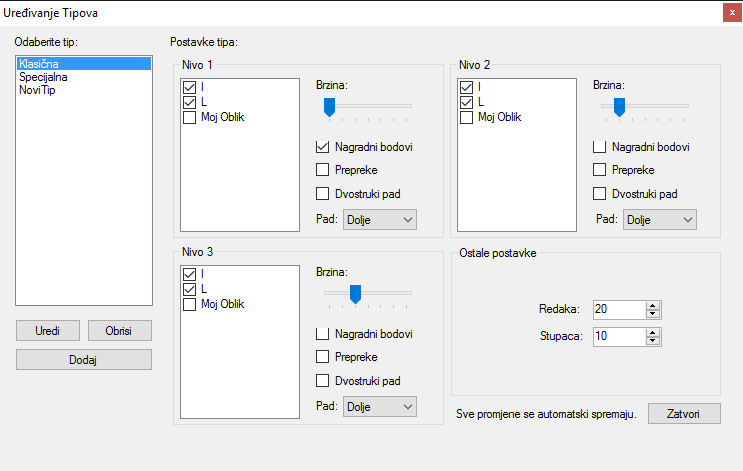 Uređivanje Tipova
Odaberite tip:
Klasična
Specijalna
NoviTip
Uredi
Obrisi
Dodaj
Postavke tipa:
Nivo 1
I
L
Moj Oblik
Brzina:
Nagradni bodovi
Prepreke
Dvostruki pad
Pad:
Dolje
Nivo 2
I
L
Moj Oblik
Brzina:
Nagradni bodovi
Prepreke
Dvostruki pad
Pad:
Dolje
Nivo 3
I
L
Moj Oblik
Brzina:
Nagradni bodovi
Prepreke
Dvostruki pad
Pad:
Dolje
Ostale postavke
Redaka: 20
Stupaca: 10
Sve promjene se automatski spremaju.
Zatvori